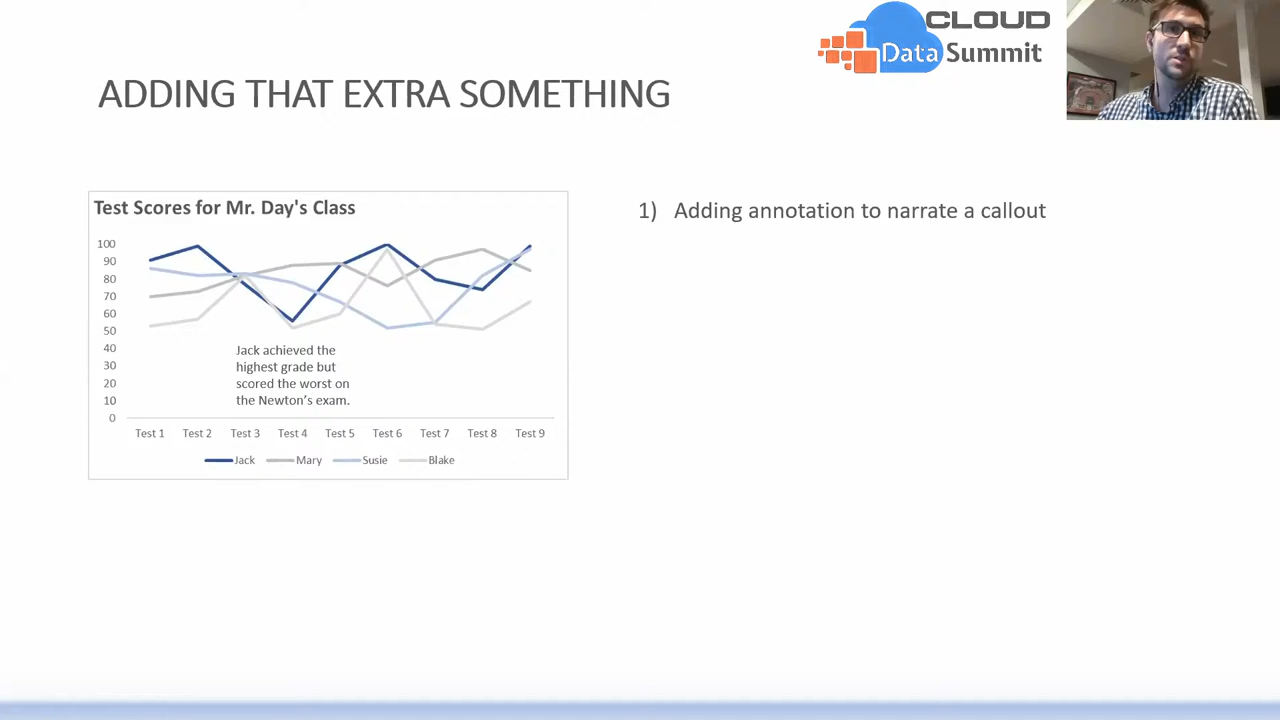 CLOUD
Data Summit
ADDING THAT EXTRA SOMETHING
Test Scores for Mr. Day's Class
100
90
80
70
60
50
40
30
20
10
0
Jack achieved the
highest grade but
scored the worst on
the Newton's exam.
Test 1 Test 2 Test 3 Test 4 Test 5 Test 6 Test 7 Test 8 Test 9
Jack Mary Susie Blake
1) Adding annotation to narrate a callout